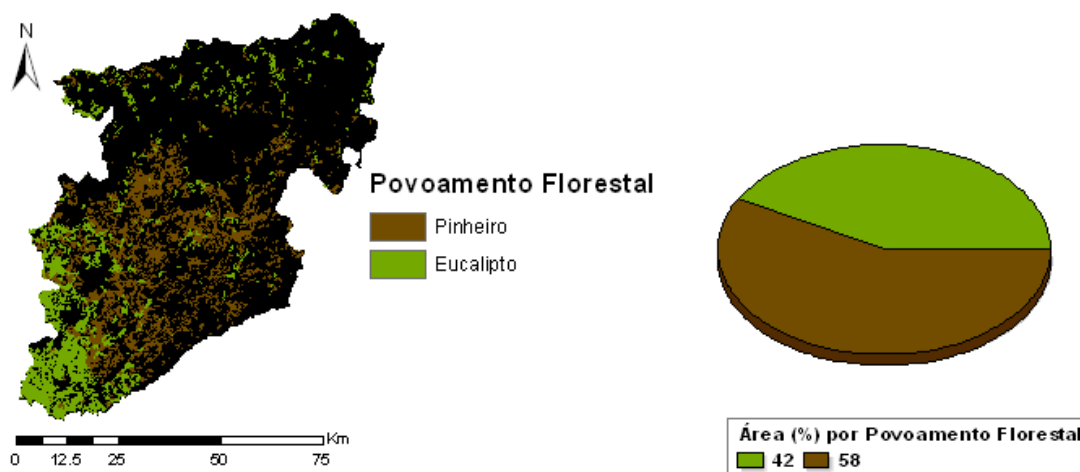 N
Povoamento Florestal
Pinheiro
Eucalipto
Km
0 12.5 25 50 75
Área (%) por Povoamento Florestal
42 58